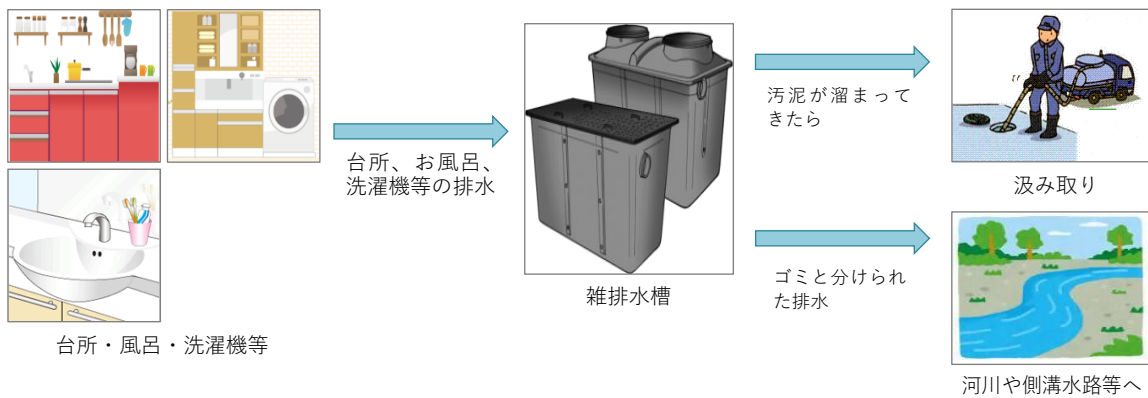 台所・風呂・洗濯機等
台所、お風呂、
洗濯機等の排水
雑排水槽
汚泥が溜まって
きたら
汲み取り
ゴミと分けられ
た排水
河川や側溝水路等へ